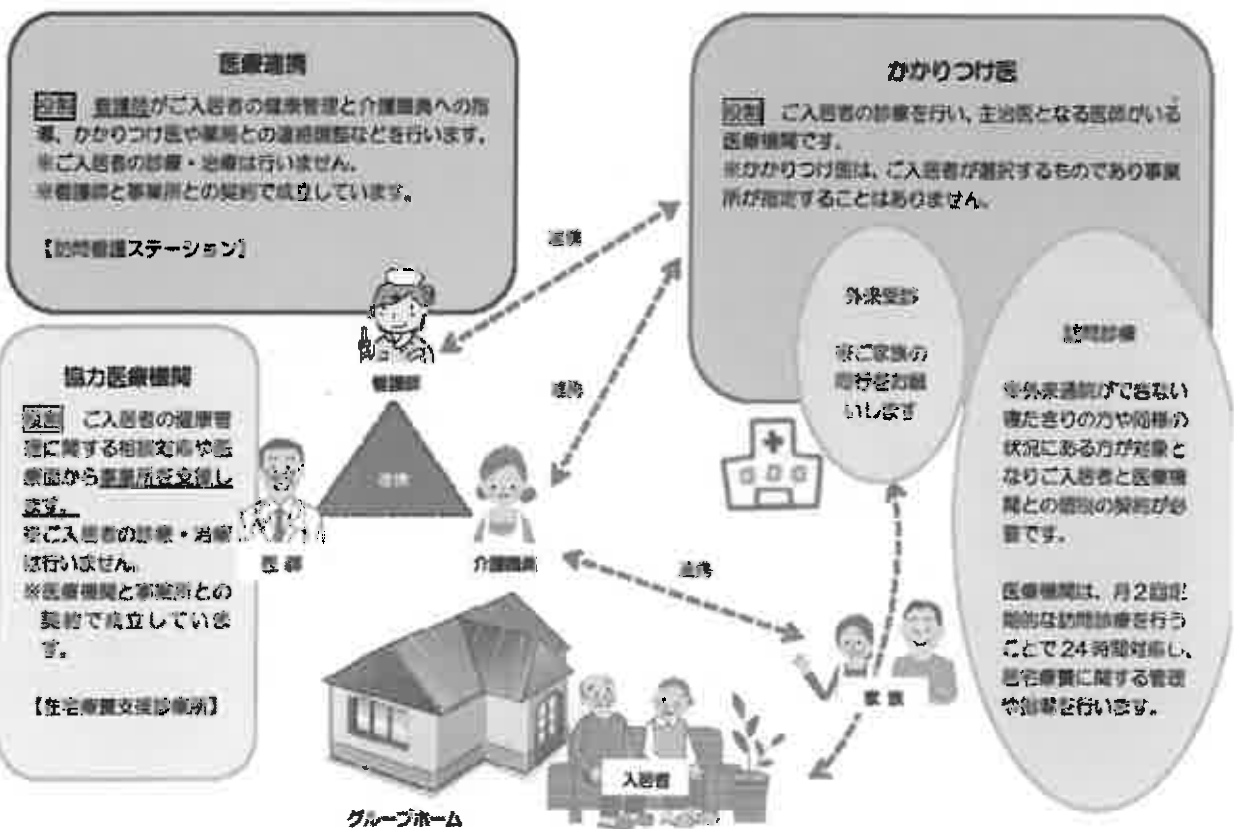 医療連携
役割 看護師がご入居者の健康管理と介護職員への指
導、かかりつけ医や薬局との連絡調整などを行います。
※ご入居者の診療・治療は行いません。
※看護師と事業所との契約で成立しています。
【訪問看護ステーション】
看護師
かかりつけ医
役割 ご入居者の診療を行い、主治医となる医師がいる
医療機関です。
※かかりつけ医は、ご入居者が選択するものであり事業
所が指定することはありません。
外来受診
※ご家族の
同行をお願
いします
訪問診療
※外来通院ができない
寝たきりの方や同様の
状況にある方が対象と
なりご入居者と医療機
関との個別の契約が必
要です。
医療機関は、月2回定
期的な訪問診療を行う
ことで24時間対応し、
居宅療養に関する管理
や指導を行います。
協力医療機関
役割 ご入居者の健康管
理に関する相談対応や医
療面から事業所を支援し
ます。
※ご入居者の診療・治療
は行いません。
※医療機関と事業所との
契約で成立していま
す。
【在宅療養支援診療所】
連携
連携
連携
医師
介護職員
連携
家族
入居者
グループホーム